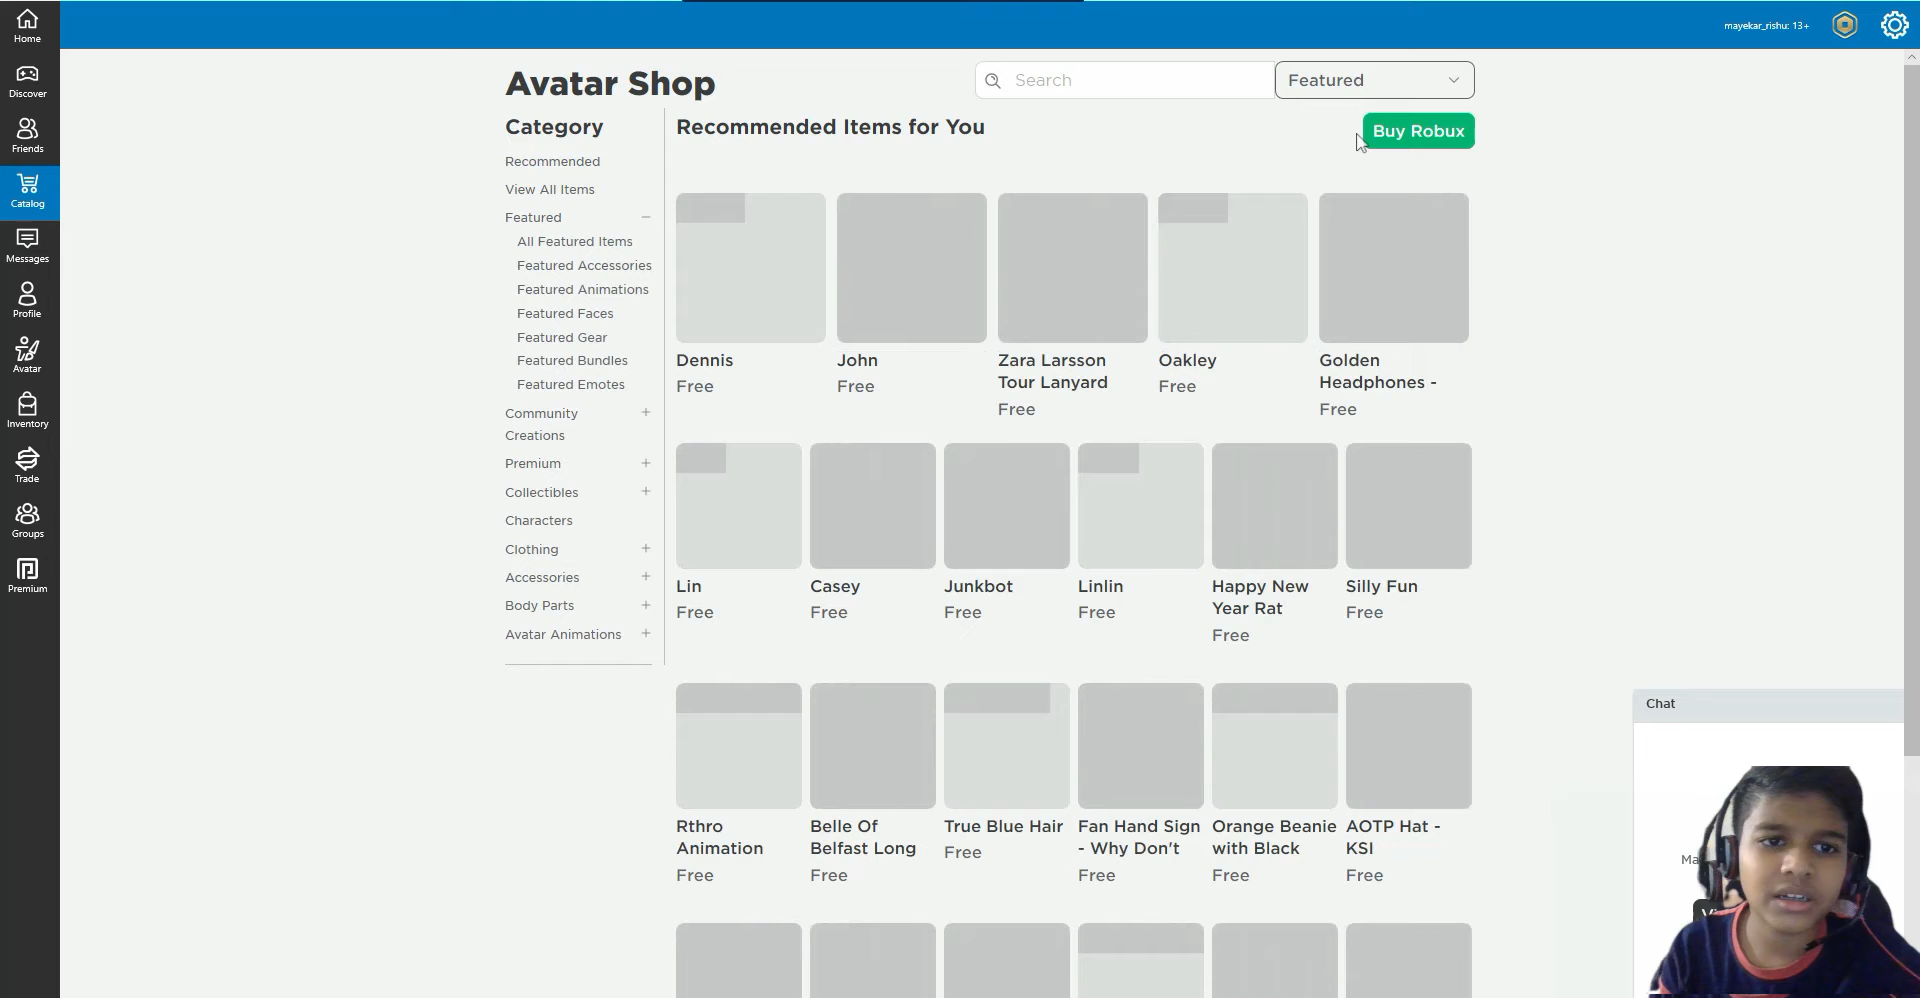 mayekar_rishu: 13+
Home
Discover
Friends
Catalog
Messages
Profile
Avatar
Inventory
Trade
Groups
Premium
Avatar Shop
Search
Featured
Category
Recommended
View All Items
Featured
All Featured Items
Featured Accessories
Featured Animations
Featured Faces
Featured Gear
Featured Bundles
Featured Emotes
Community
Creations
Premium
Collectibles
Characters
Clothing
Accessories
Body Parts
Avatar Animations
Recommended Items for You
Buy Robux
Dennis
Free
John
Free
Zara Larsson
Tour Lanyard
Free
Oakley
Free
Golden
Headphones -
Free
Lin
Free
Casey
Free
Junkbot
Free
Linlin
Free
Happy New
Year Rat
Free
Silly Fun
Free
Rthro
Animation
Free
Belle Of
Belfast Long
Free
True Blue Hair
Free
Fan Hand Sign
- Why Don't
Free
Orange Beanie
with Black
Free
AOTP Hat -
KSI
Free
Chat